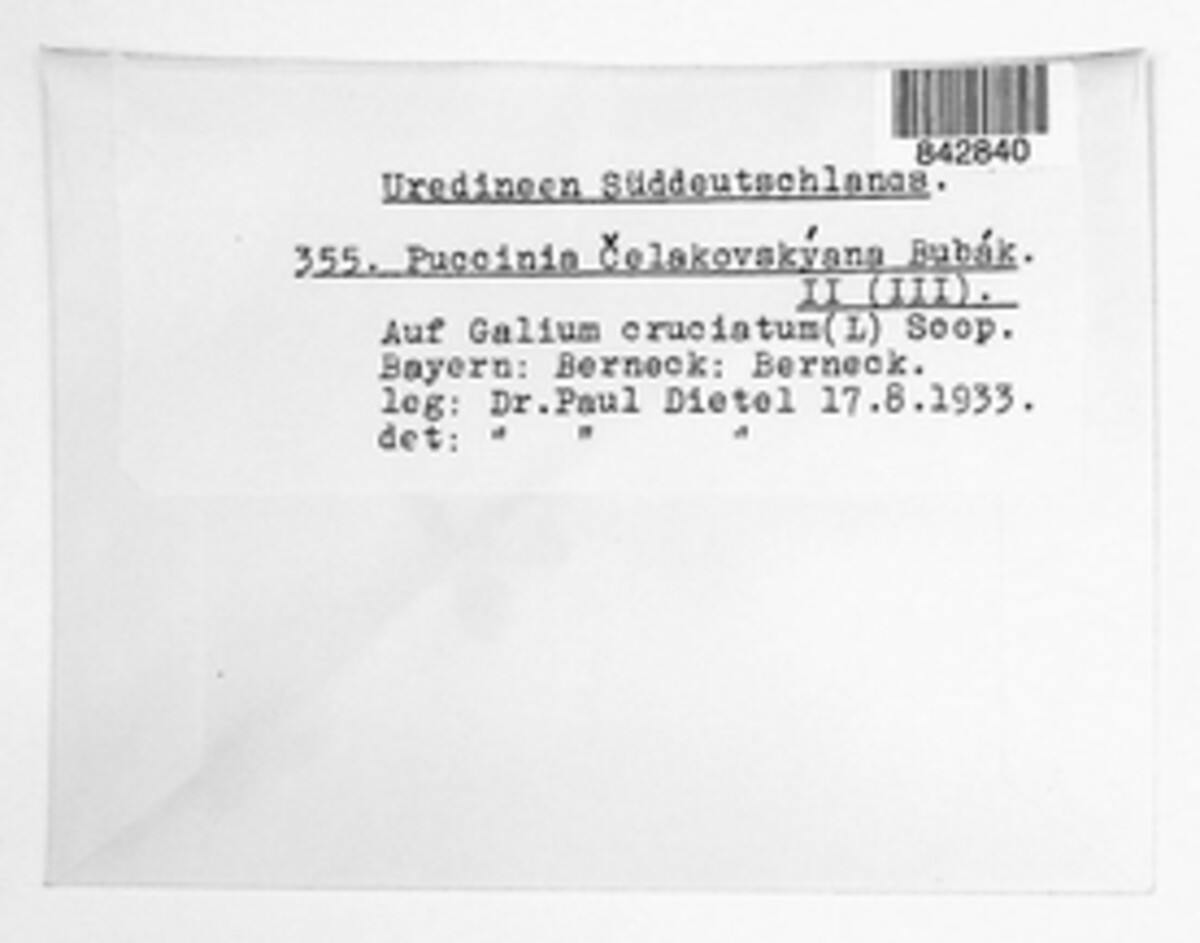 842840
Uredineen Süddeutschlands.
355. Puccinia Čelakovskýana Bubák.
II (III).
Auf Galium cruciatum(L) Scop.
Bayern: Berneck: Berneck.
leg: Dr.Paul Dietel 17.8.1933.
det: " " "